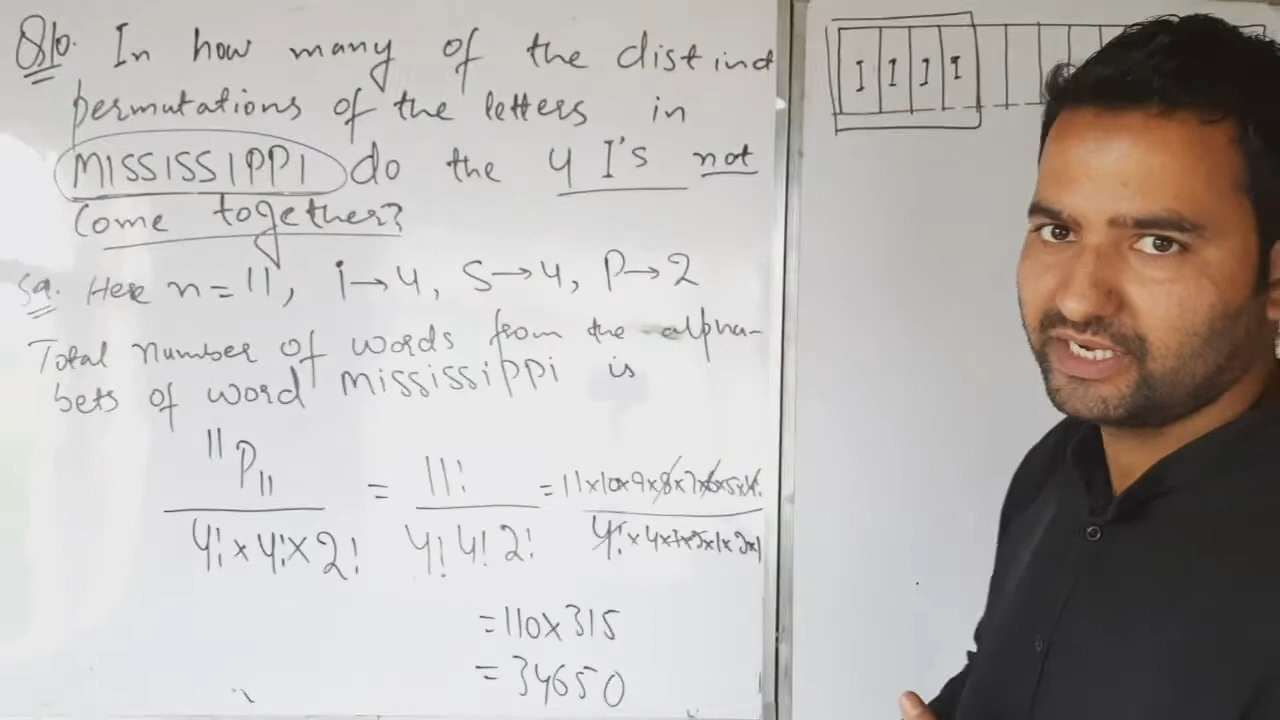 Q10. In how many of the distinct
permutations of the letters in
MISSISSIPPI do the 4 I's not
Come together?
Sol. Here n = 11, i→4, S→4, P→2
Total number of words from the alpha-
bets of word mississippi is
¹¹P₁₁ / 4! × 4! × 2! = 11! / 4! 4! 2! = 11×10×9×8×7×6×5×4! / 4! × 4×3×2×1×2×1
= 110 × 315
= 34650
I I I I